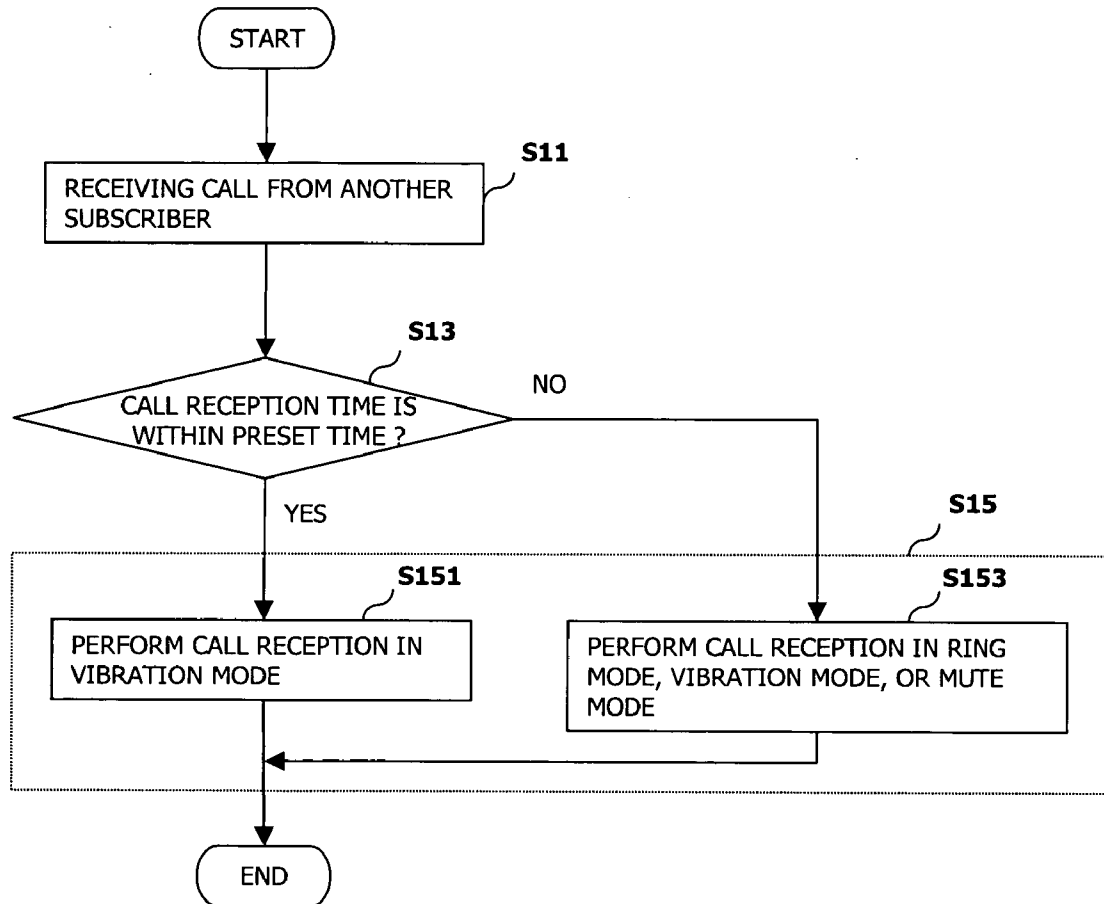 START
S11
RECEIVING CALL FROM ANOTHER
SUBSCRIBER
S13
CALL RECEPTION TIME IS
WITHIN PRESET TIME ?
NO
YES
S15
S151
PERFORM CALL RECEPTION IN
VIBRATION MODE
S153
PERFORM CALL RECEPTION IN RING
MODE, VIBRATION MODE, OR MUTE
MODE
END